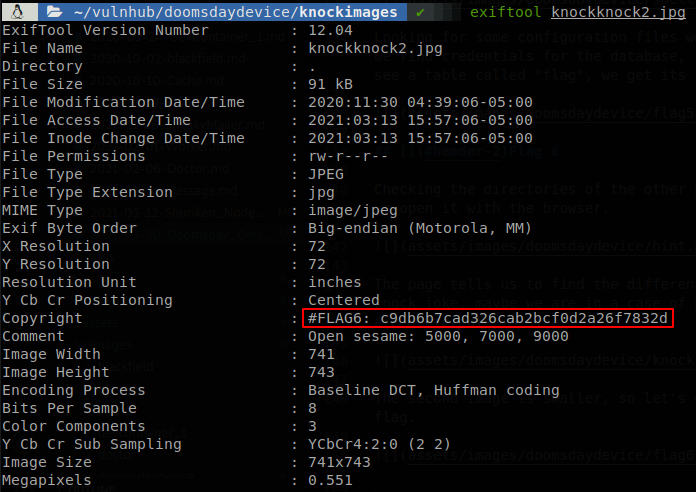 ~/vulnhub/doomsdaydevice/knockimages ✔ exiftool knockknock2.jpg
ExifTool Version Number : 12.04
File Name : knockknock2.jpg
Directory : .
File Size : 91 kB
File Modification Date/Time : 2020:11:30 04:39:06-05:00
File Access Date/Time : 2021:03:13 15:57:06-05:00
File Inode Change Date/Time : 2021:03:13 15:57:06-05:00
File Permissions : rw-r--r--
File Type : JPEG
File Type Extension : jpg
MIME Type : image/jpeg
Exif Byte Order : Big-endian (Motorola, MM)
X Resolution : 72
Y Resolution : 72
Resolution Unit : inches
Y Cb Cr Positioning : Centered
Copyright : #FLAG6: c9db6b7cad326cab2bcf0d2a26f7832d
Comment : Open sesame: 5000, 7000, 9000
Image Width : 741
Image Height : 743
Encoding Process : Baseline DCT, Huffman coding
Bits Per Sample : 8
Color Components : 3
Y Cb Cr Sub Sampling : YCbCr4:2:0 (2 2)
Image Size : 741x743
Megapixels : 0.551